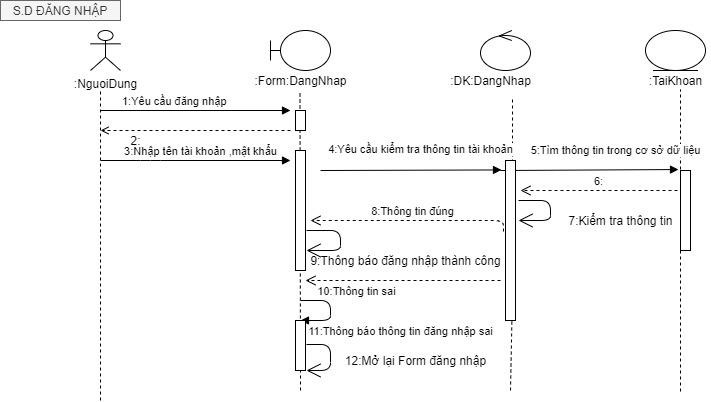 S.D ĐĂNG NHẬP
:NguoiDung
:Form:DangNhap
:DK:DangNhap
:TaiKhoan
1:Yêu cầu đăng nhập
2:
3:Nhập tên tài khoản ,mật khẩu
4:Yêu cầu kiểm tra thông tin tài khoản
5:Tìm thông tin trong cơ sở dữ liệu
6:
7:Kiểm tra thông tin
8:Thông tin đúng
9:Thông báo đăng nhập thành công
10:Thông tin sai
11:Thông báo thông tin đăng nhập sai
12:Mở lại Form đăng nhập